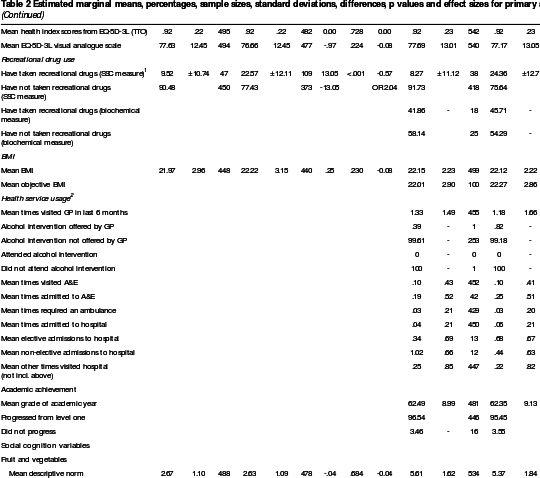 Table 2 Estimated marginal means, percentages, sample sizes, standard deviations, differences, p values and effect sizes for primary
(Continued)
Mean health index scores from EQ-5D-3L (TTO) .92 .22 495 .92 .22 482 0.00 .728 0.00 .92 .23 542 .92 .23
Mean EQ-5D-3L visual analogue scale 77.63 12.45 494 76.66 12.45 477 -.97 .224 -0.08 77.69 13.01 540 77.17 13.05
Recreational drug use
Have taken recreational drugs (SSC measure)1 9.52 ±10.74 47 22.57 ±12.11 109 13.05 <.001 -0.57 8.27 ±11.12 38 24.36 ±12.7
Have not taken recreational drugs (SSC measure) 90.48 450 77.43 373 -13.05 OR2.04 91.73 418 75.64
Have taken recreational drugs (biochemical measure) 41.86 - 18 45.71 -
Have not taken recreational drugs (biochemical measure) 58.14 25 54.29 -
BMI
Mean BMI 21.97 2.96 448 22.22 3.15 440 .25 .230 -0.08 22.15 2.23 499 22.12 2.22
Mean objective BMI 22.01 2.90 100 22.27 2.86
Health service usage2
Mean times visited GP in last 6 months 1.33 1.49 455 1.18 1.66
Alcohol intervention offered by GP .39 - 1 .82 -
Alcohol intervention not offered by GP 99.61 - 253 99.18 -
Attended alcohol intervention 0 - 0 0 -
Did not attend alcohol intervention 100 - 1 100 -
Mean times visited A&E .10 .43 452 .10 .41
Mean times admitted to A&E .19 .52 42 .25 .51
Mean times required an ambulance .03 .21 429 .03 .20
Mean times admitted to hospital .04 .21 450 .05 .21
Mean elective admissions to hospital .34 .69 13 .68 .67
Mean non-elective admissions to hospital 1.02 .66 12 .44 .63
Mean other times visited hospital (not incl. above) .25 .85 447 .22 .82
Academic achievement
Mean grade of academic year 62.49 8.99 481 62.35 9.13
Progressed from level one 96.54 446 95.45
Did not progress 3.46 - 16 3.55
Social cognition variables
Fruit and vegetables
Mean descriptive norm 2.67 1.10 488 2.63 1.09 478 -.04 .684 -0.04 5.61 1.62 534 5.37 1.84